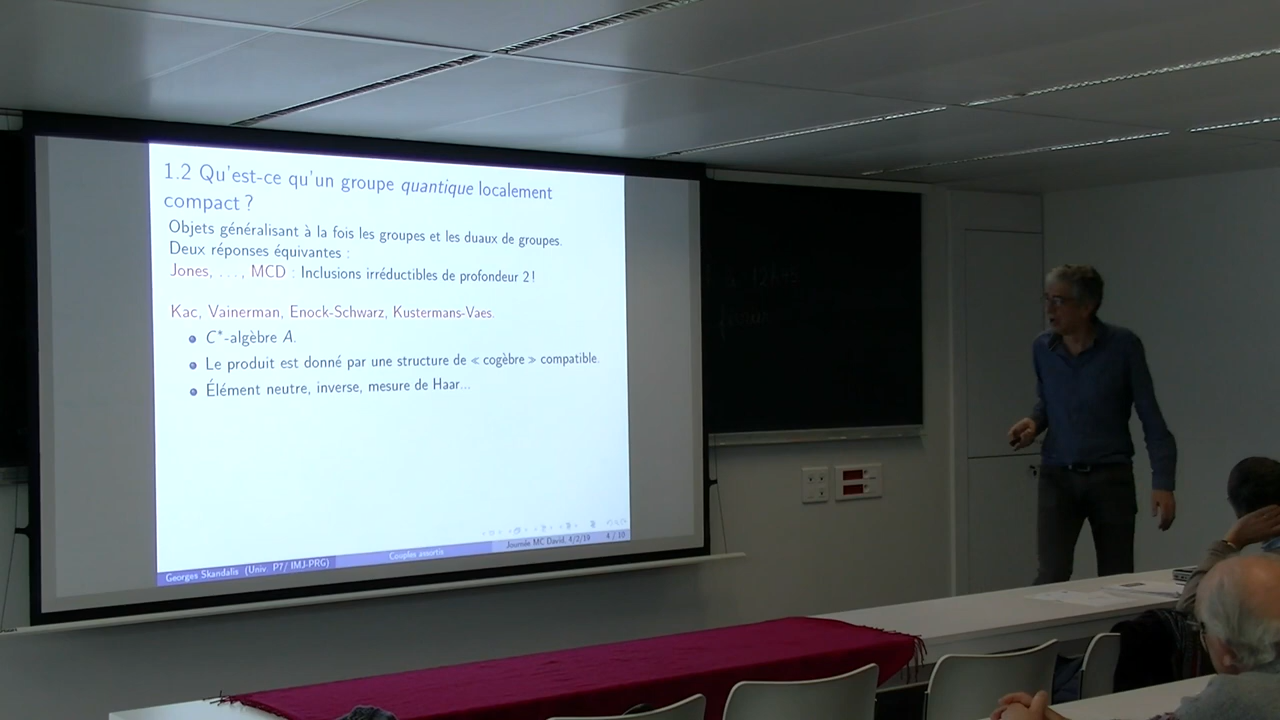 1.2 Qu'est-ce qu'un groupe quantique localement
compact ?
Objets généralisant à la fois les groupes et les duaux de groupes.
Deux réponses équivantes :
Jones, ..., MCD : Inclusions irréductibles de profondeur 2 !
Kac, Vainerman, Enock-Schwarz, Kustermans-Vaes.
C*-algèbre A.
Le produit est donné par une structure de « cogèbre » compatible.
Élément neutre, inverse, mesure de Haar...
Georges Skandalis (Univ. P7/ IMJ-PRG) Couples assortis Journée MC David, 4/2/19 4 / 10